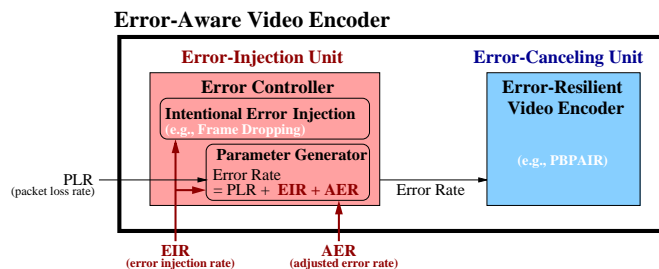 Error-Aware Video Encoder
Error-Injection Unit
Error-Canceling Unit
Error Controller
Intentional Error Injection
(e.g., Frame Dropping)
Parameter Generator
Error Rate
= PLR + EIR + AER
Error-Resilient
Video Encoder
(e.g., PBPAIR)
PLR
(packet loss rate)
Error Rate
EIR
(error injection rate)
AER
(adjusted error rate)